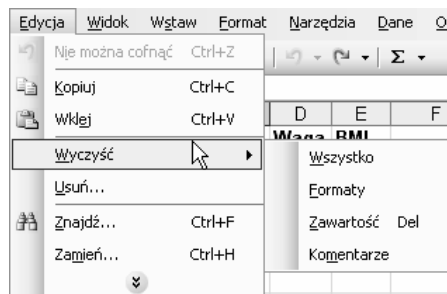 Edycja Widok Wstaw Format Narzędzia Dane O
Nie można cofnąć Ctrl+Z
Σ
Kopiuj Ctrl+C
Wklej Ctrl+V
D E F
Waga BMI
Wyczyść
Wszystko
Usuń...
Formaty
Znajdź... Ctrl+F
Zawartość Del
Zamień... Ctrl+H
Komentarze